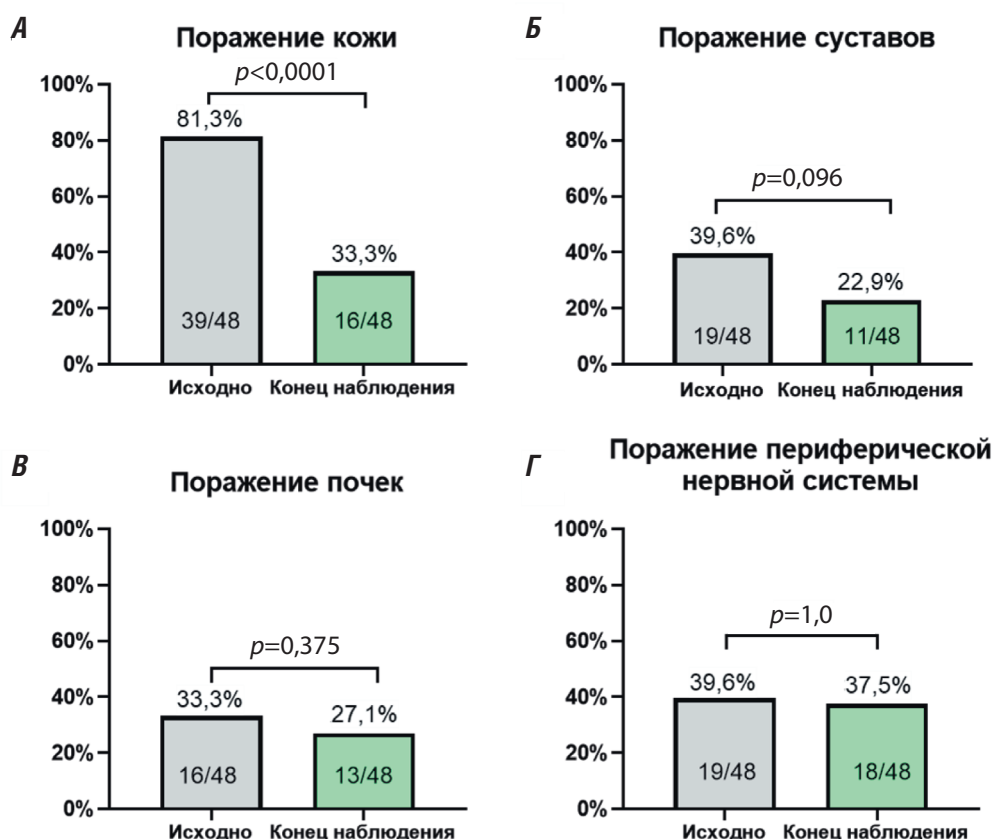 А
Поражение кожи
p<0,0001
100%
80%
60%
40%
20%
0%
81,3%
33,3%
39/48
16/48
Исходно
Конец наблюдения
Б
Поражение суставов
p=0,096
100%
80%
60%
40%
20%
0%
39,6%
22,9%
19/48
11/48
Исходно
Конец наблюдения
В
Поражение почек
p=0,375
100%
80%
60%
40%
20%
0%
33,3%
27,1%
16/48
13/48
Исходно
Конец наблюдения
Г
Поражение периферической
нервной системы
p=1,0
100%
80%
60%
40%
20%
0%
39,6%
37,5%
19/48
18/48
Исходно
Конец наблюдения